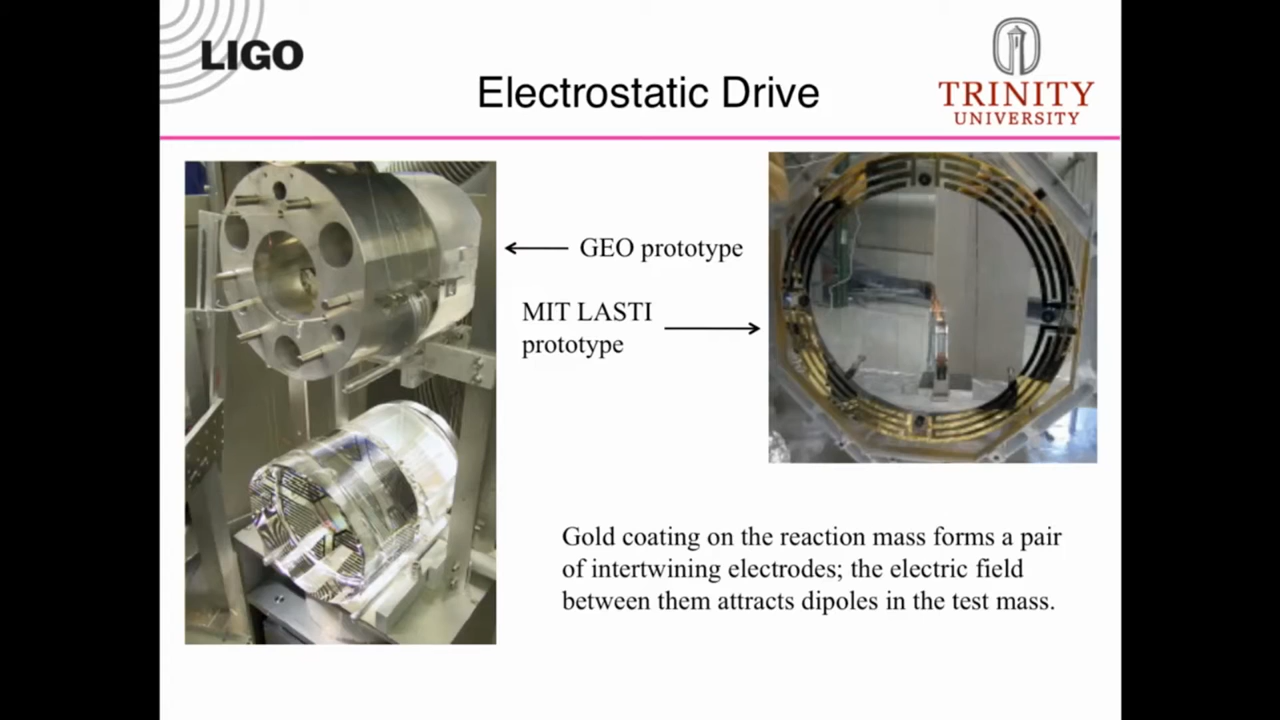 LIGO
Electrostatic Drive
TRINITY
UNIVERSITY
GEO prototype
MIT LASTI
prototype
Gold coating on the reaction mass forms a pair
of intertwining electrodes; the electric field
between them attracts dipoles in the test mass.